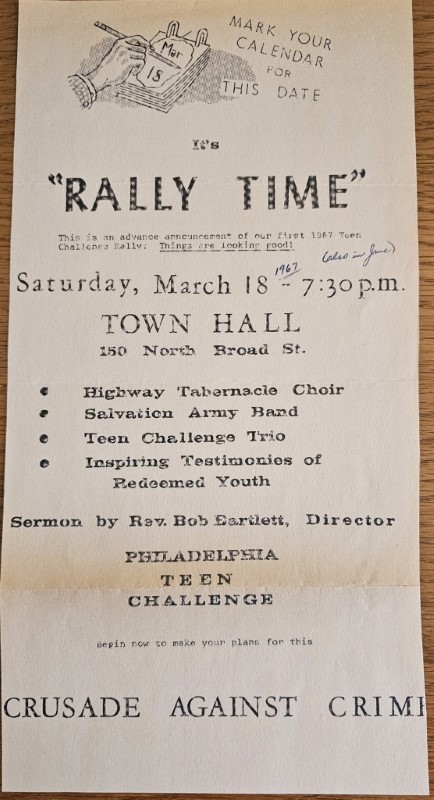 MARK YOUR
CALENDAR
FOR
THIS DATE
Mar
18
It's
"RALLY TIME"
This is an advance announcement of our first 1967 Teen
Challenge Rally: Things are looking good!
1967 (also in June)
Saturday, March 18 - 7:30 p.m.
TOWN HALL
150 North Broad St.
Highway Tabernacle Choir
Salvation Army Band
Teen Challenge Trio
Inspiring Testimonies of
Redeemed Youth
Sermon by Rev. Bob Bartlett, Director
PHILADELPHIA
TEEN
CHALLENGE
Begin now to make your plans for this
CRUSADE AGAINST CRIME